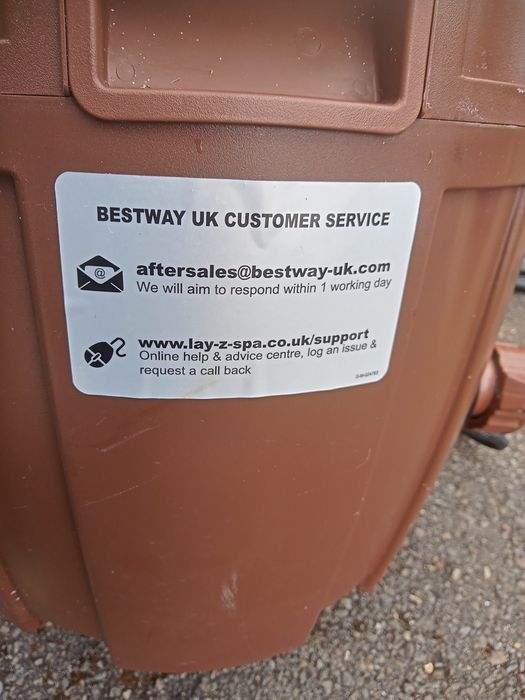 BESTWAY UK CUSTOMER SERVICE
@
aftersales@bestway-uk.com
We will aim to respond within 1 working day
www.lay-z-spa.co.uk/support
Online help & advice centre, log an issue &
request a call back